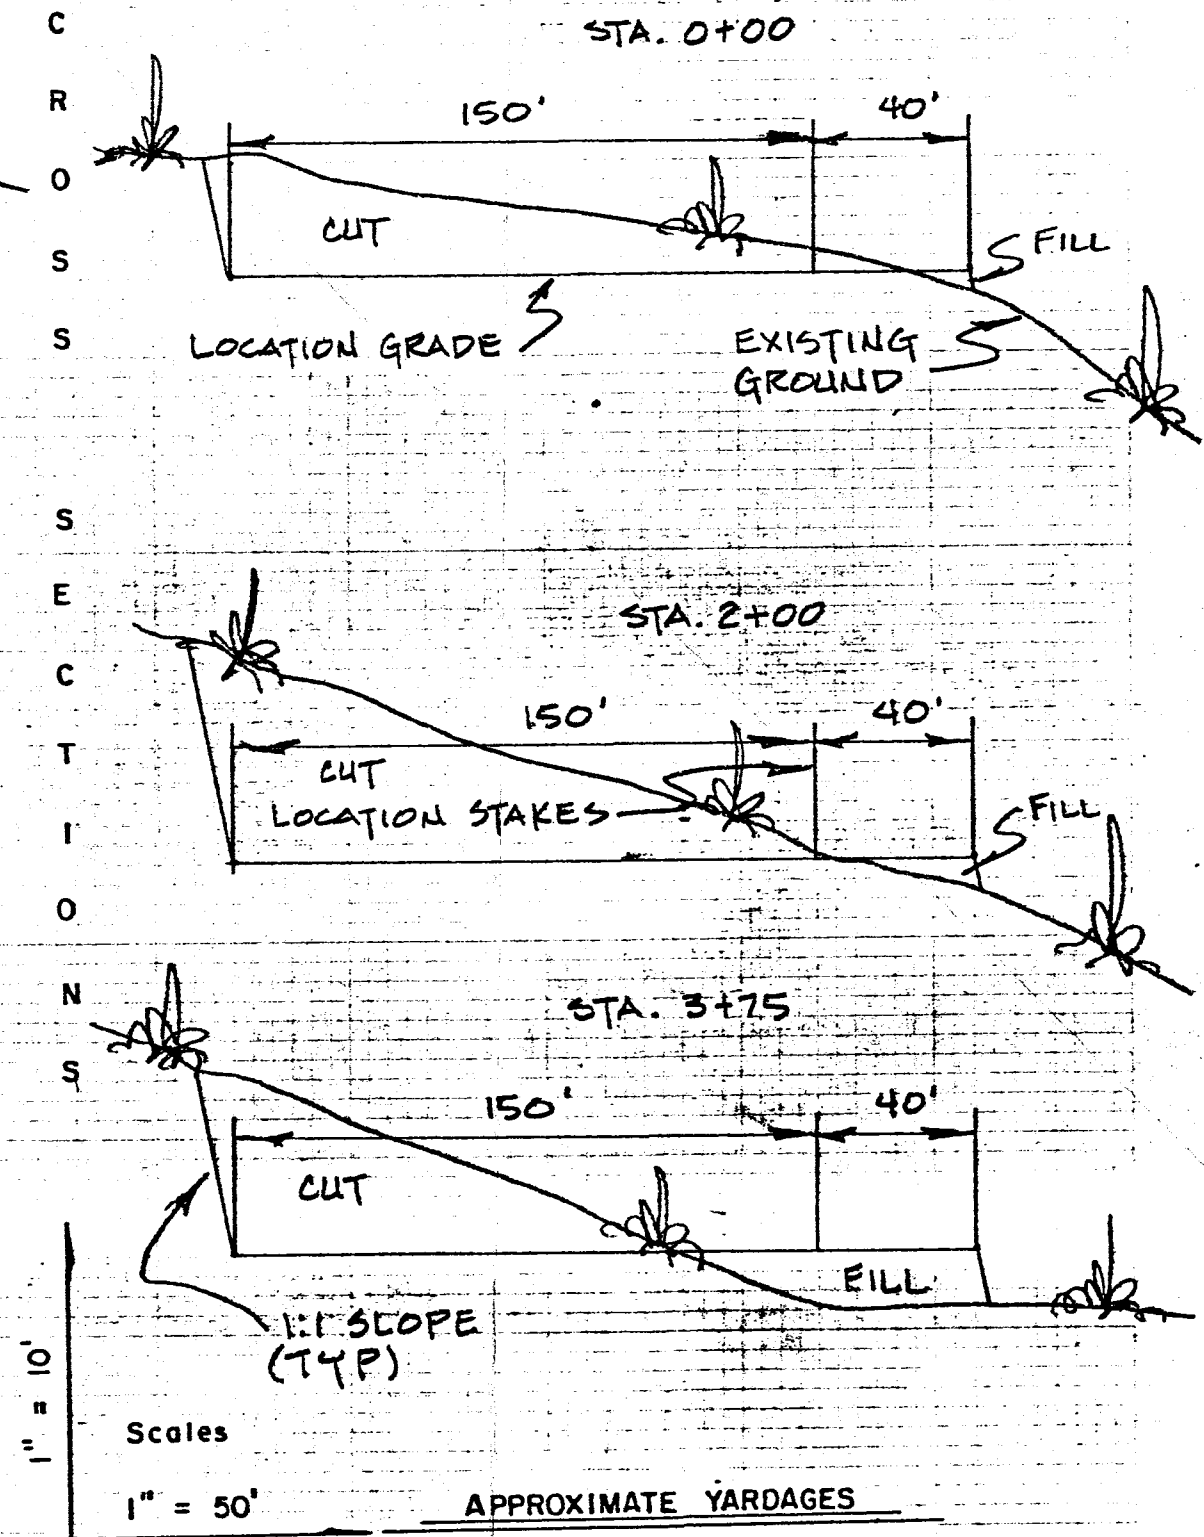 CROSS SECTIONS
STA. 0+00
150' 40'
CUT
FILL
LOCATION GRADE
EXISTING
GROUND
STA. 2+00
150' 40'
CUT
LOCATION STAKES
FILL
STA. 3+75
150' 40'
CUT
FILL
1:1 SLOPE
(TYP)
1" = 10'
Scales
1" = 50'
APPROXIMATE YARDAGES